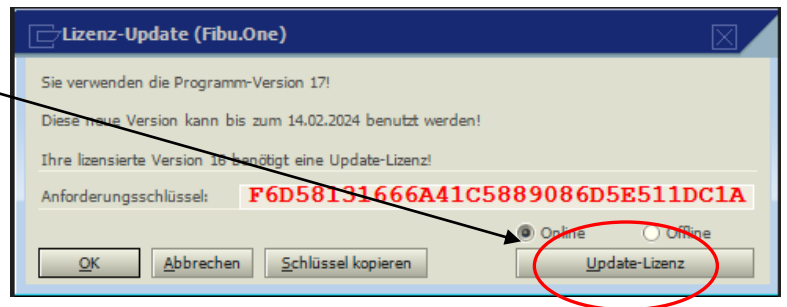 Lizenz-Update (Fibu.One)
Sie verwenden die Programm-Version 17!
Diese neue Version kann bis zum 14.02.2024 benutzt werden!
Ihre lizensierte Version 16 benötigt eine Update-Lizenz!
Anforderungsschlüssel: F6D58131666A41C5889086D5E511DC1A
Online Offline
OK Abbrechen Schlüssel kopieren Update-Lizenz